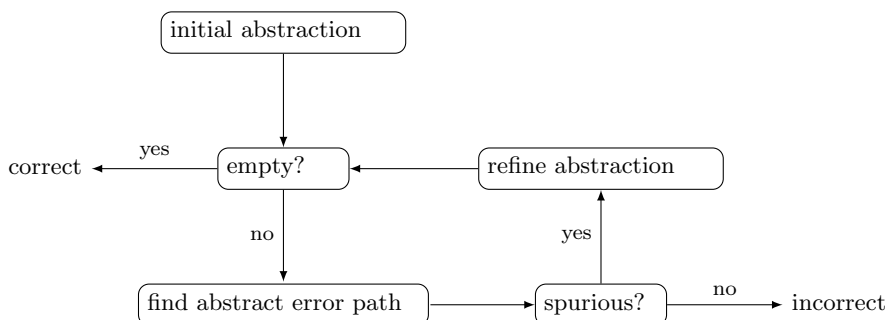 initial abstraction
yes
correct
empty?
refine abstraction
no
yes
find abstract error path
spurious?
no
incorrect